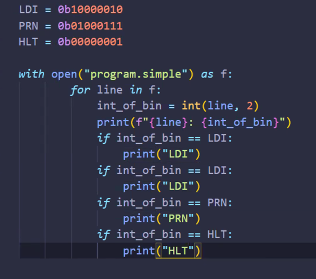 LDI = 0b10000010
PRN = 0b01000111
HLT = 0b00000001

with open("program.simple") as f:
        for line in f:
            int_of_bin = int(line, 2)
            print(f"{line}: {int_of_bin}")
            if int_of_bin == LDI:
                print("LDI")
            if int_of_bin == LDI:
                print("LDI")
            if int_of_bin == PRN:
                print("PRN")
            if int_of_bin == HLT:
                print("HLT")